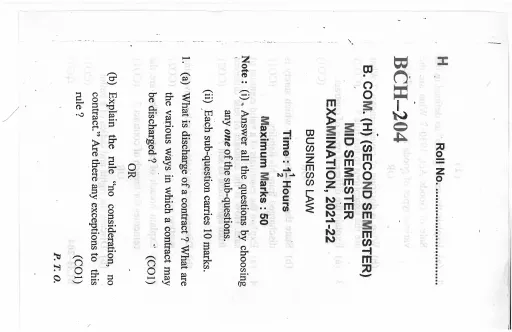 H
Roll No. ..............................
BCH–204
B. COM. (H) (SECOND SEMESTER)
MID SEMESTER
EXAMINATION, 2021-22
BUSINESS LAW
Time : 1½ Hours
Maximum Marks : 50
Note : (i) Answer all the questions by choosing
any one of the sub-questions.
(ii) Each sub-question carries 10 marks.
1. (a) What is discharge of a contract ? What are
the various ways in which a contract may
be discharged ? (CO1)
OR
(b) Explain the rule "no consideration, no
contract." Are there any exceptions to this
rule ? (CO1)
P. T. O.